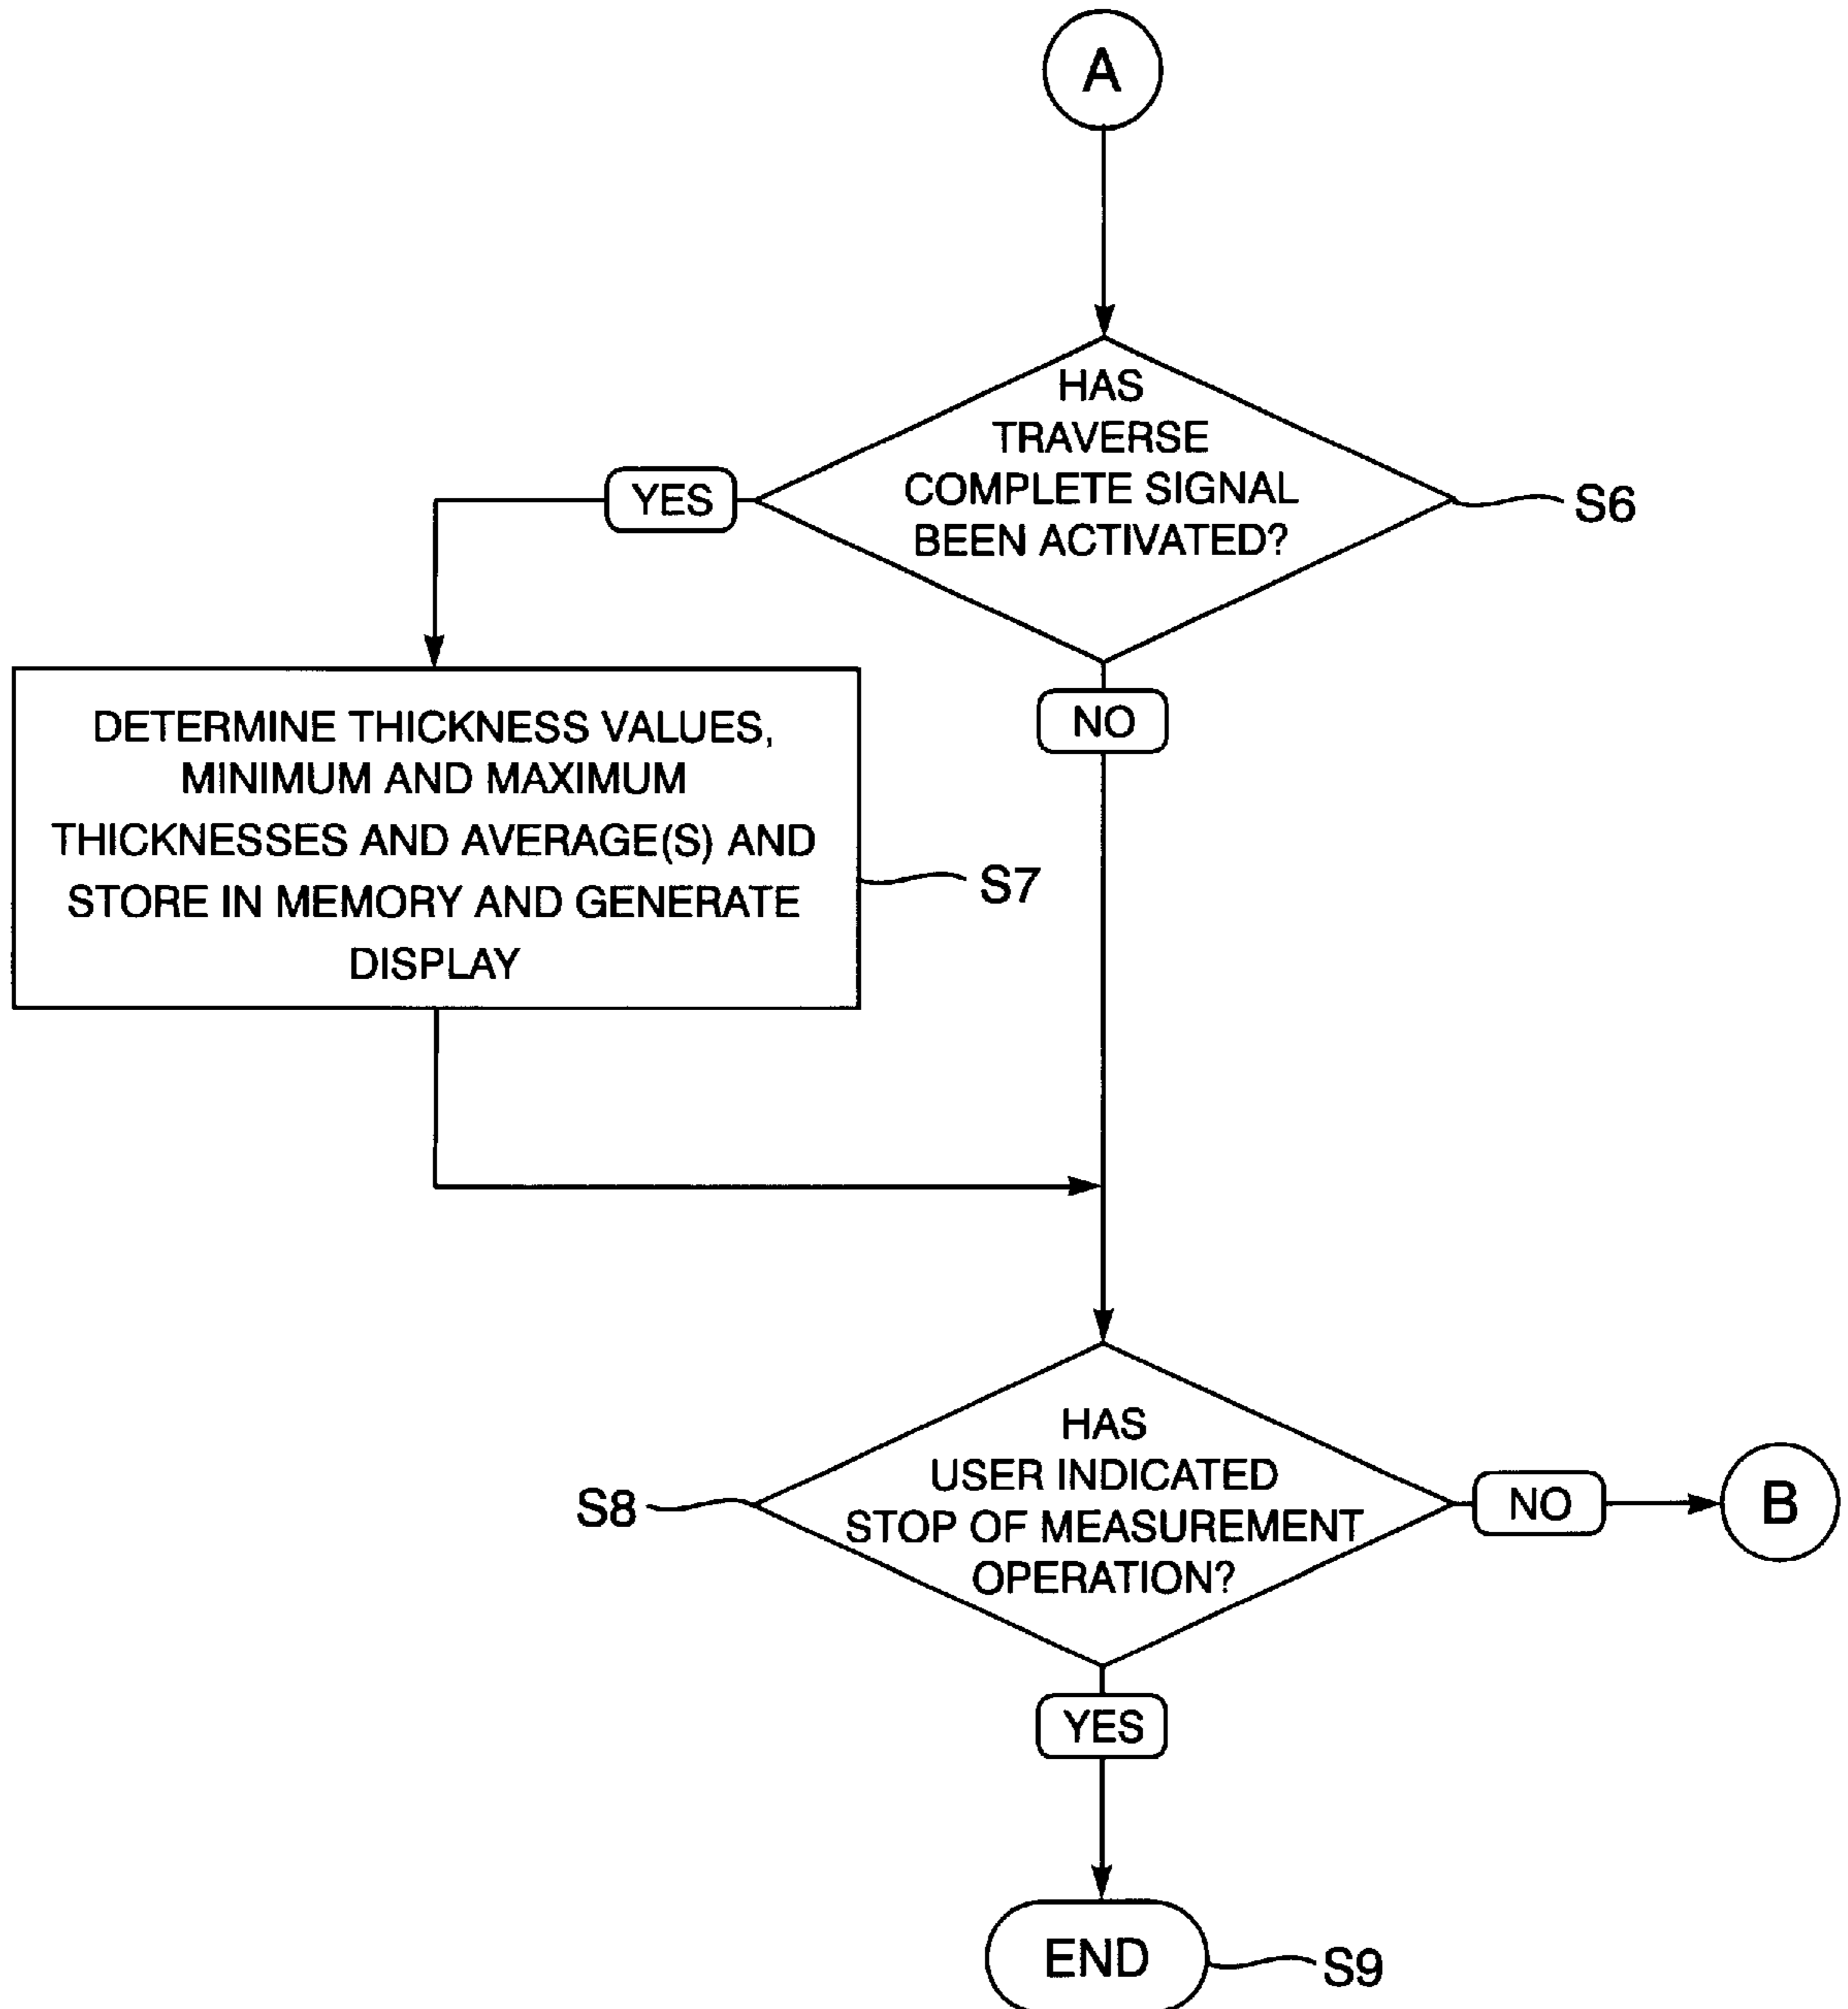 A
HAS
TRAVERSE
COMPLETE SIGNAL
BEEN ACTIVATED?
S6
YES
NO
DETERMINE THICKNESS VALUES,
MINIMUM AND MAXIMUM
THICKNESSES AND AVERAGE(S) AND
STORE IN MEMORY AND GENERATE
DISPLAY
S7
HAS
USER INDICATED
STOP OF MEASUREMENT
OPERATION?
S8
NO
B
YES
END
S9